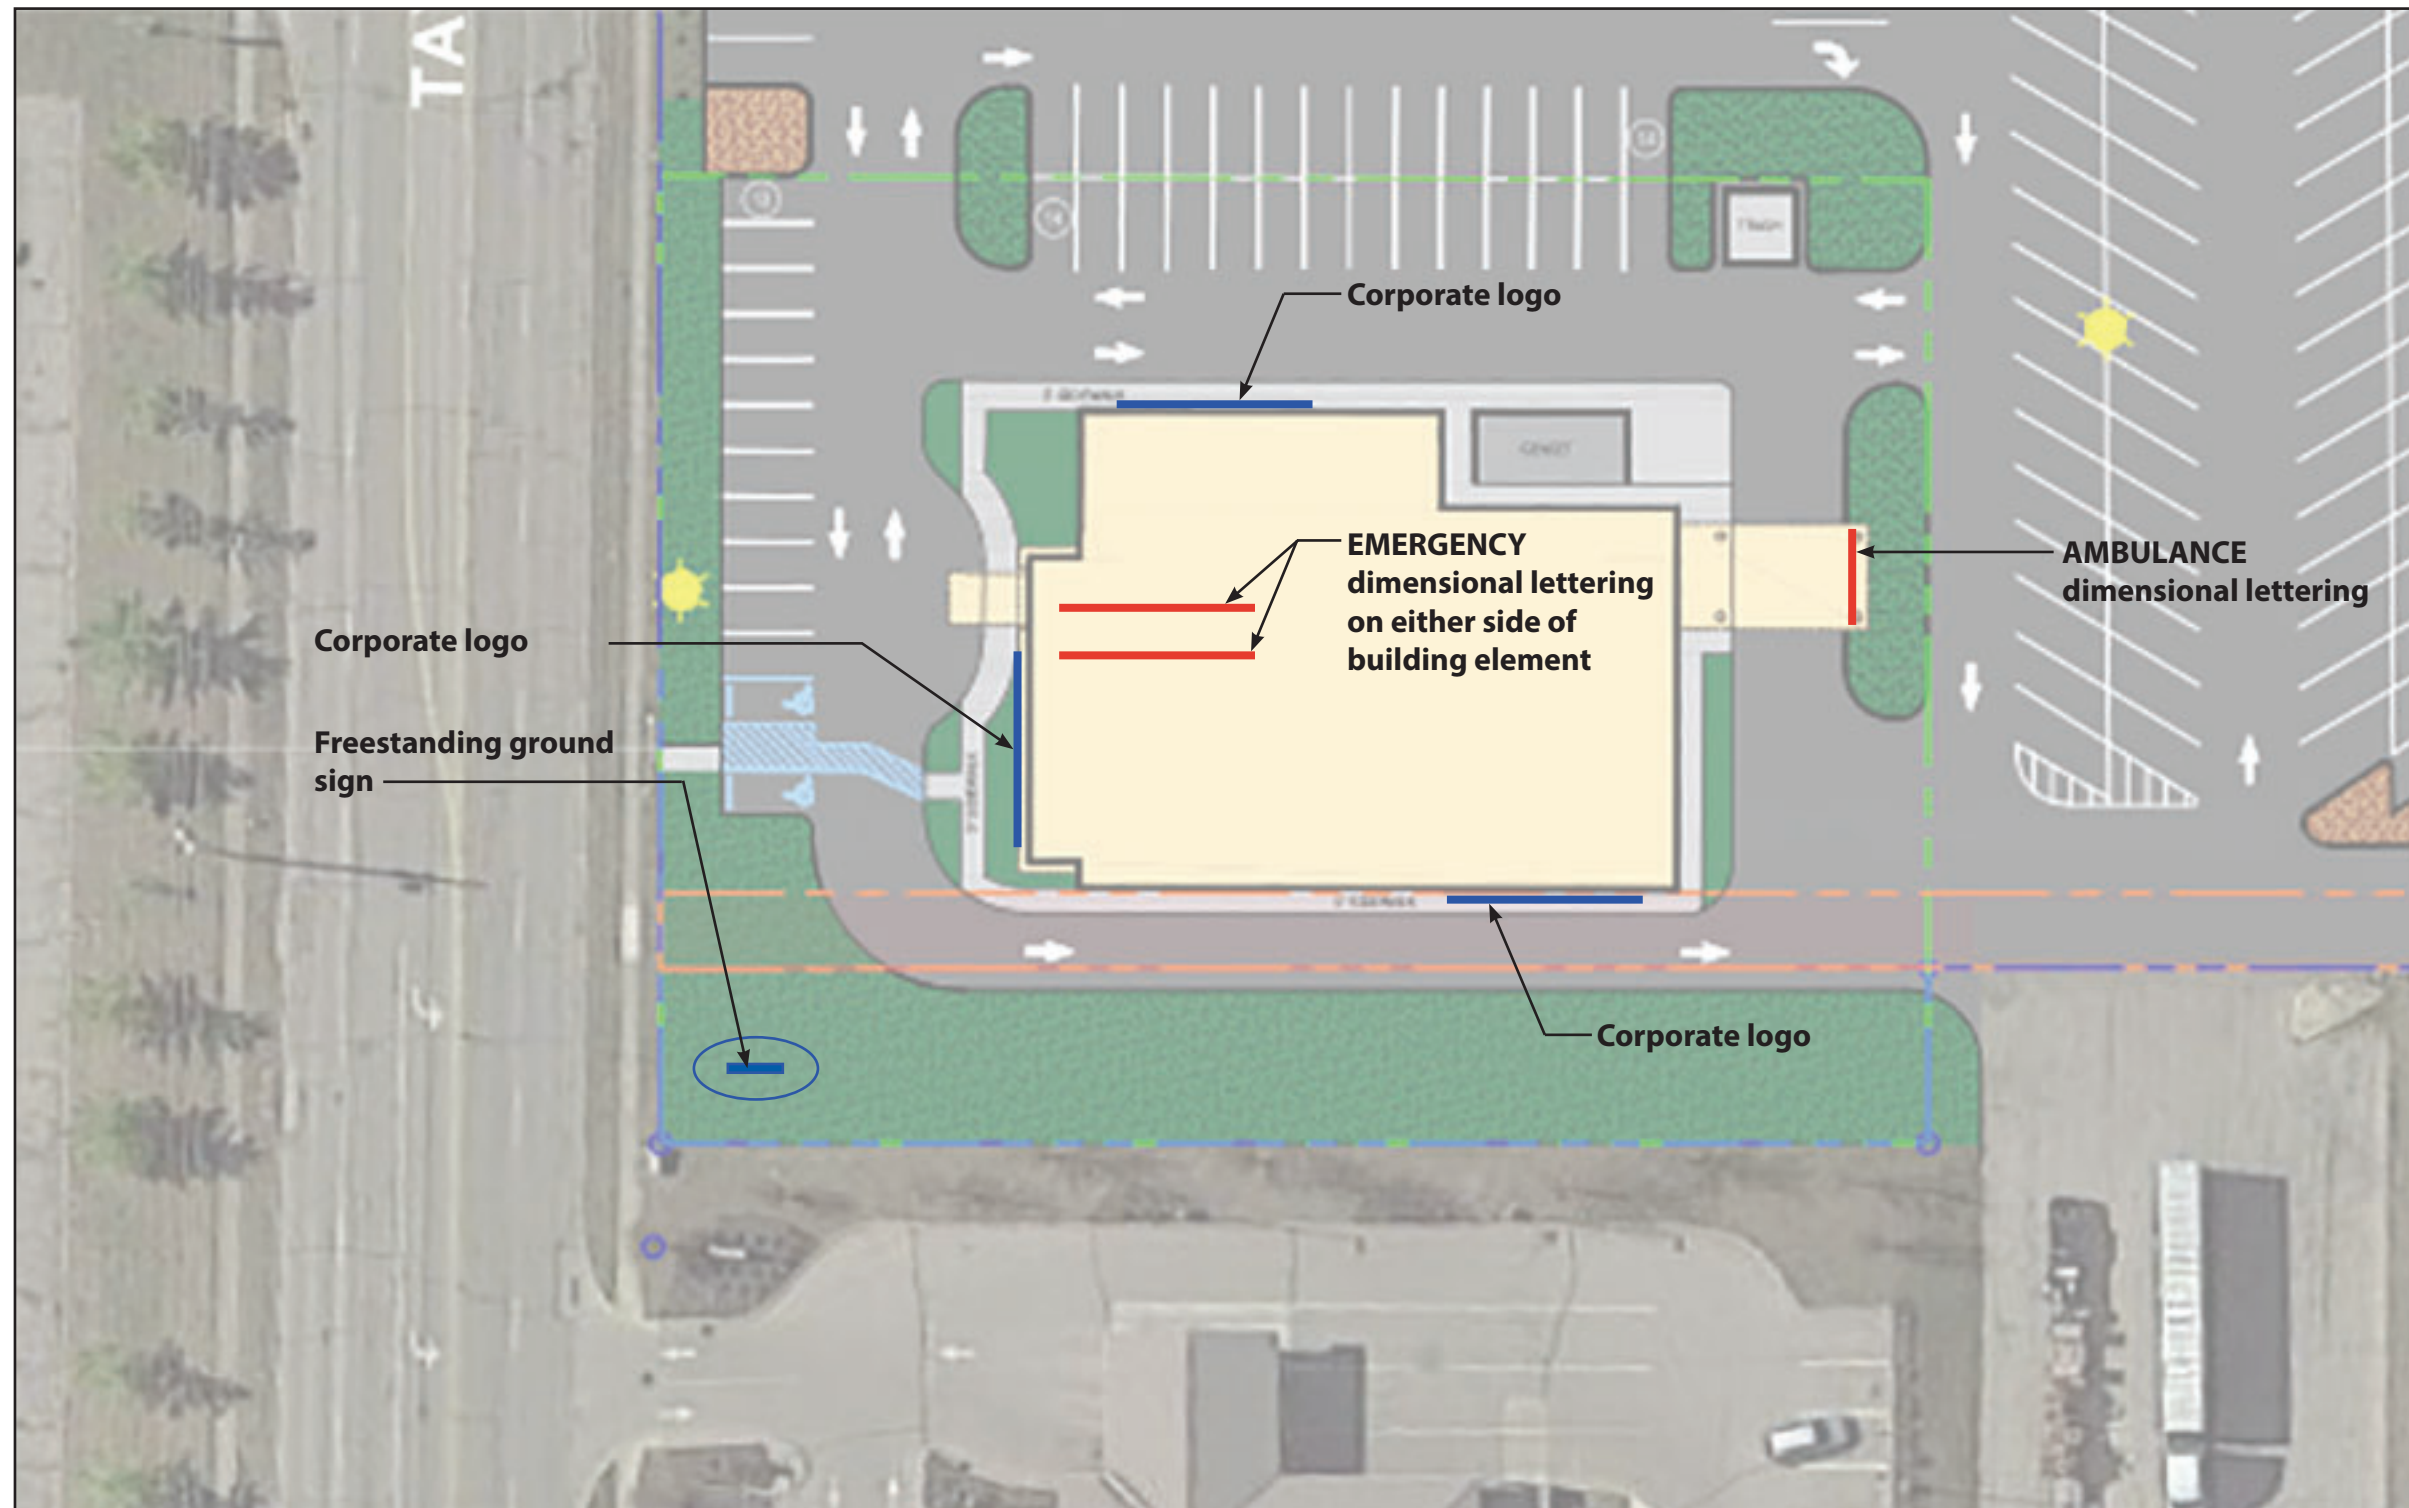 TA
Corporate logo
EMERGENCY
dimensional lettering
on either side of
building element
AMBULANCE
dimensional lettering
Corporate logo
Freestanding ground
sign
Corporate logo